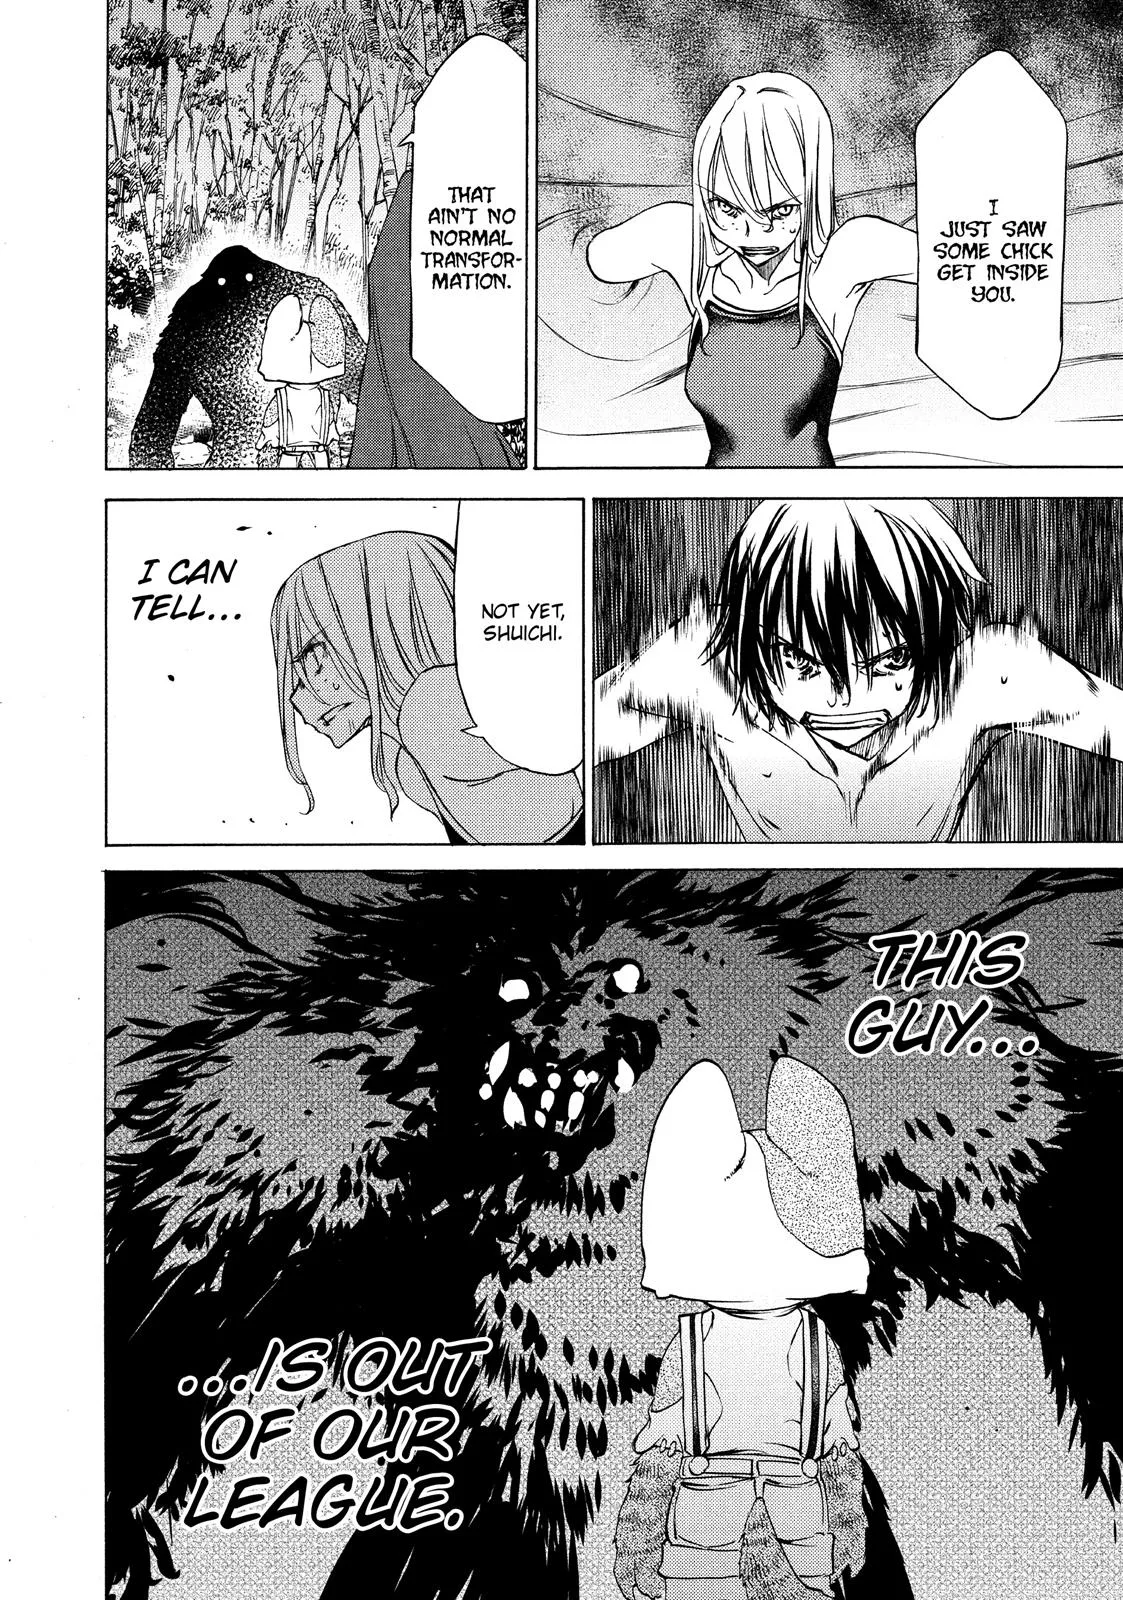 I
JUST SAW
SOME CHICK
GET INSIDE
YOU.
THAT
AIN'T NO
NORMAL
TRANSFOR-
MATION.
NOT YET,
SHUICHI.
I CAN
TELL...
THIS
GUY...
...IS OUT
OF OUR
LEAGUE.